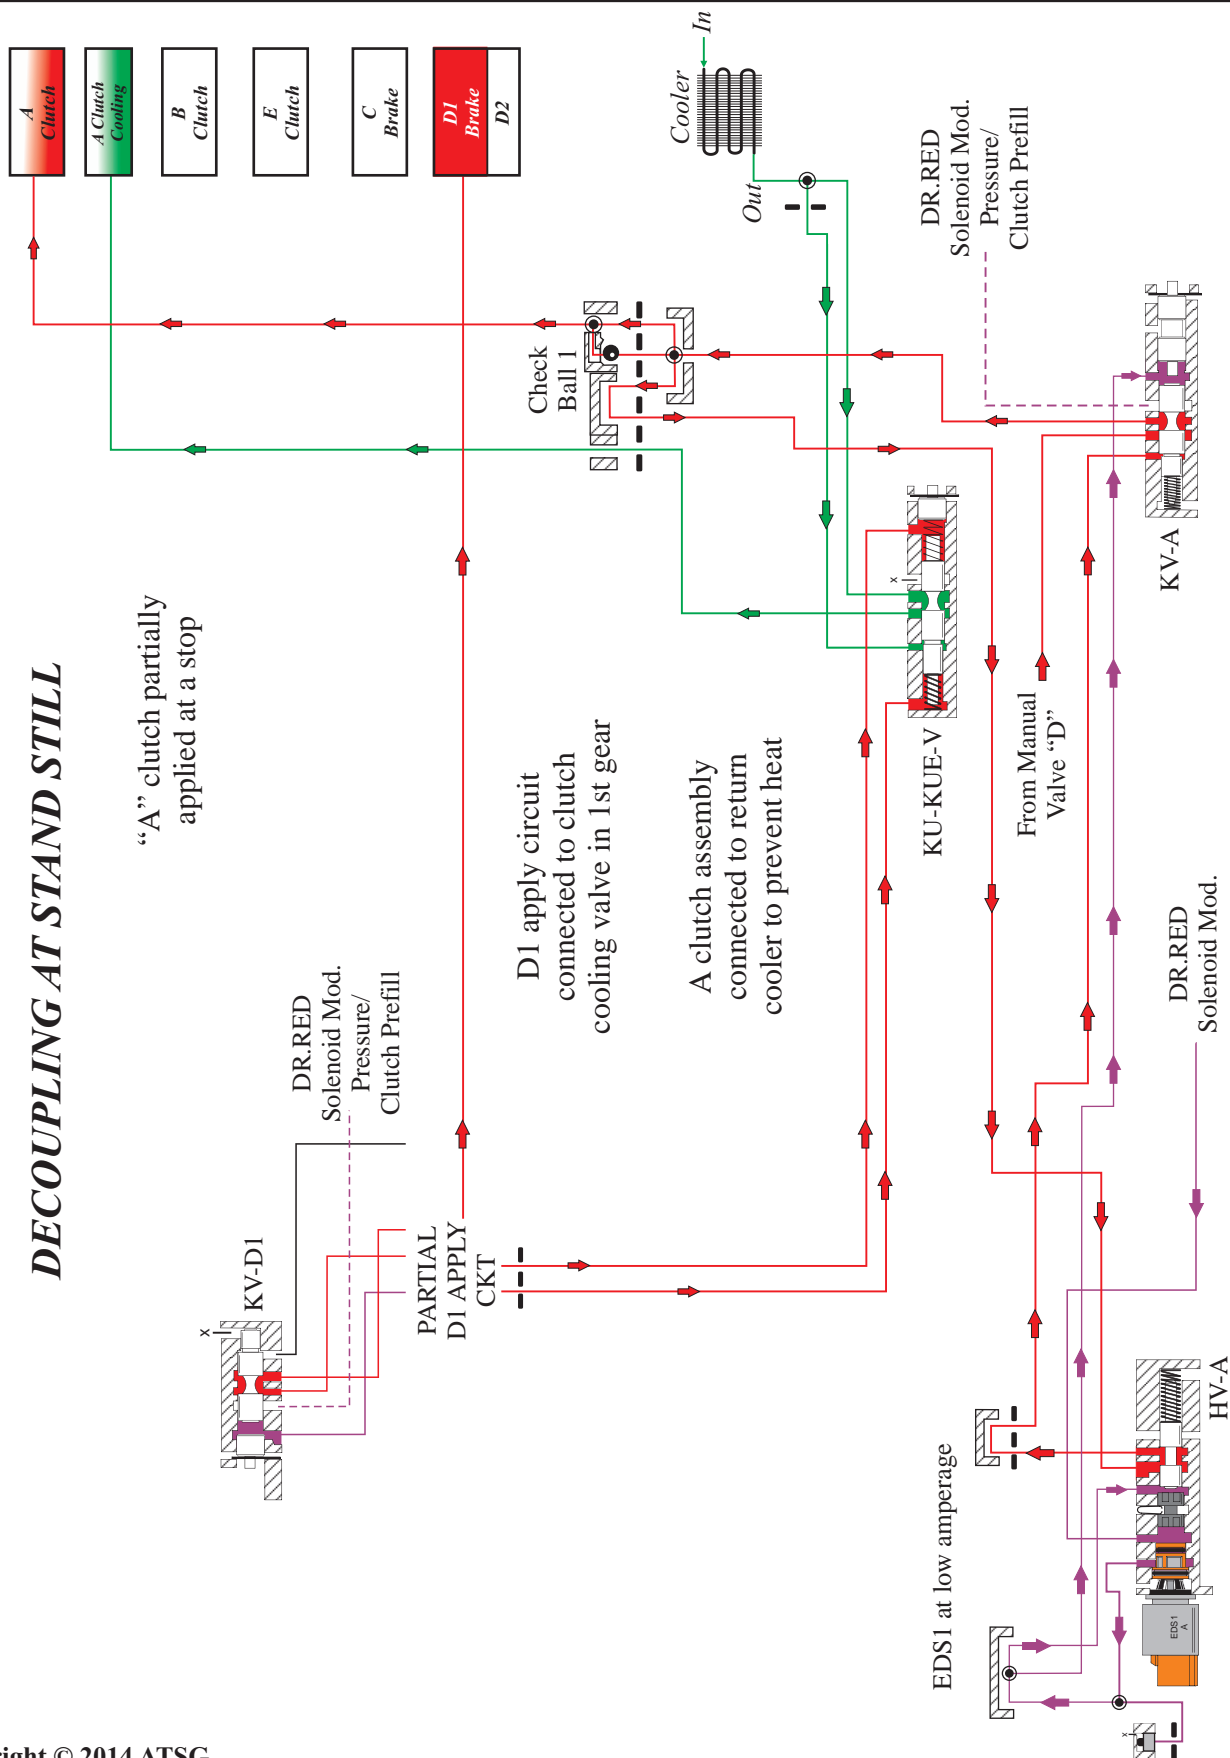 DECOUPLING AT STAND STILL
A
Clutch
A Clutch
Cooling
B
Clutch
E
Clutch
C
Brake
D1
Brake
D2
"A" clutch partially
applied at a stop
Cooler
In
Out
DR.RED
Solenoid Mod.
Pressure/
Clutch Prefill
Check
Ball 1
D1 apply circuit
connected to clutch
cooling valve in 1st gear
A clutch assembly
connected to return
cooler to prevent heat
x
KU-KUE-V
KV-A
From Manual
Valve "D"
DR.RED
Solenoid Mod.
Pressure/
Clutch Prefill
x
KV-D1
PARTIAL
D1 APPLY
CKT
DR.RED
Solenoid Mod.
EDS1 at low amperage
HV-A
EDS1
A
x
right © 2014 ATSG